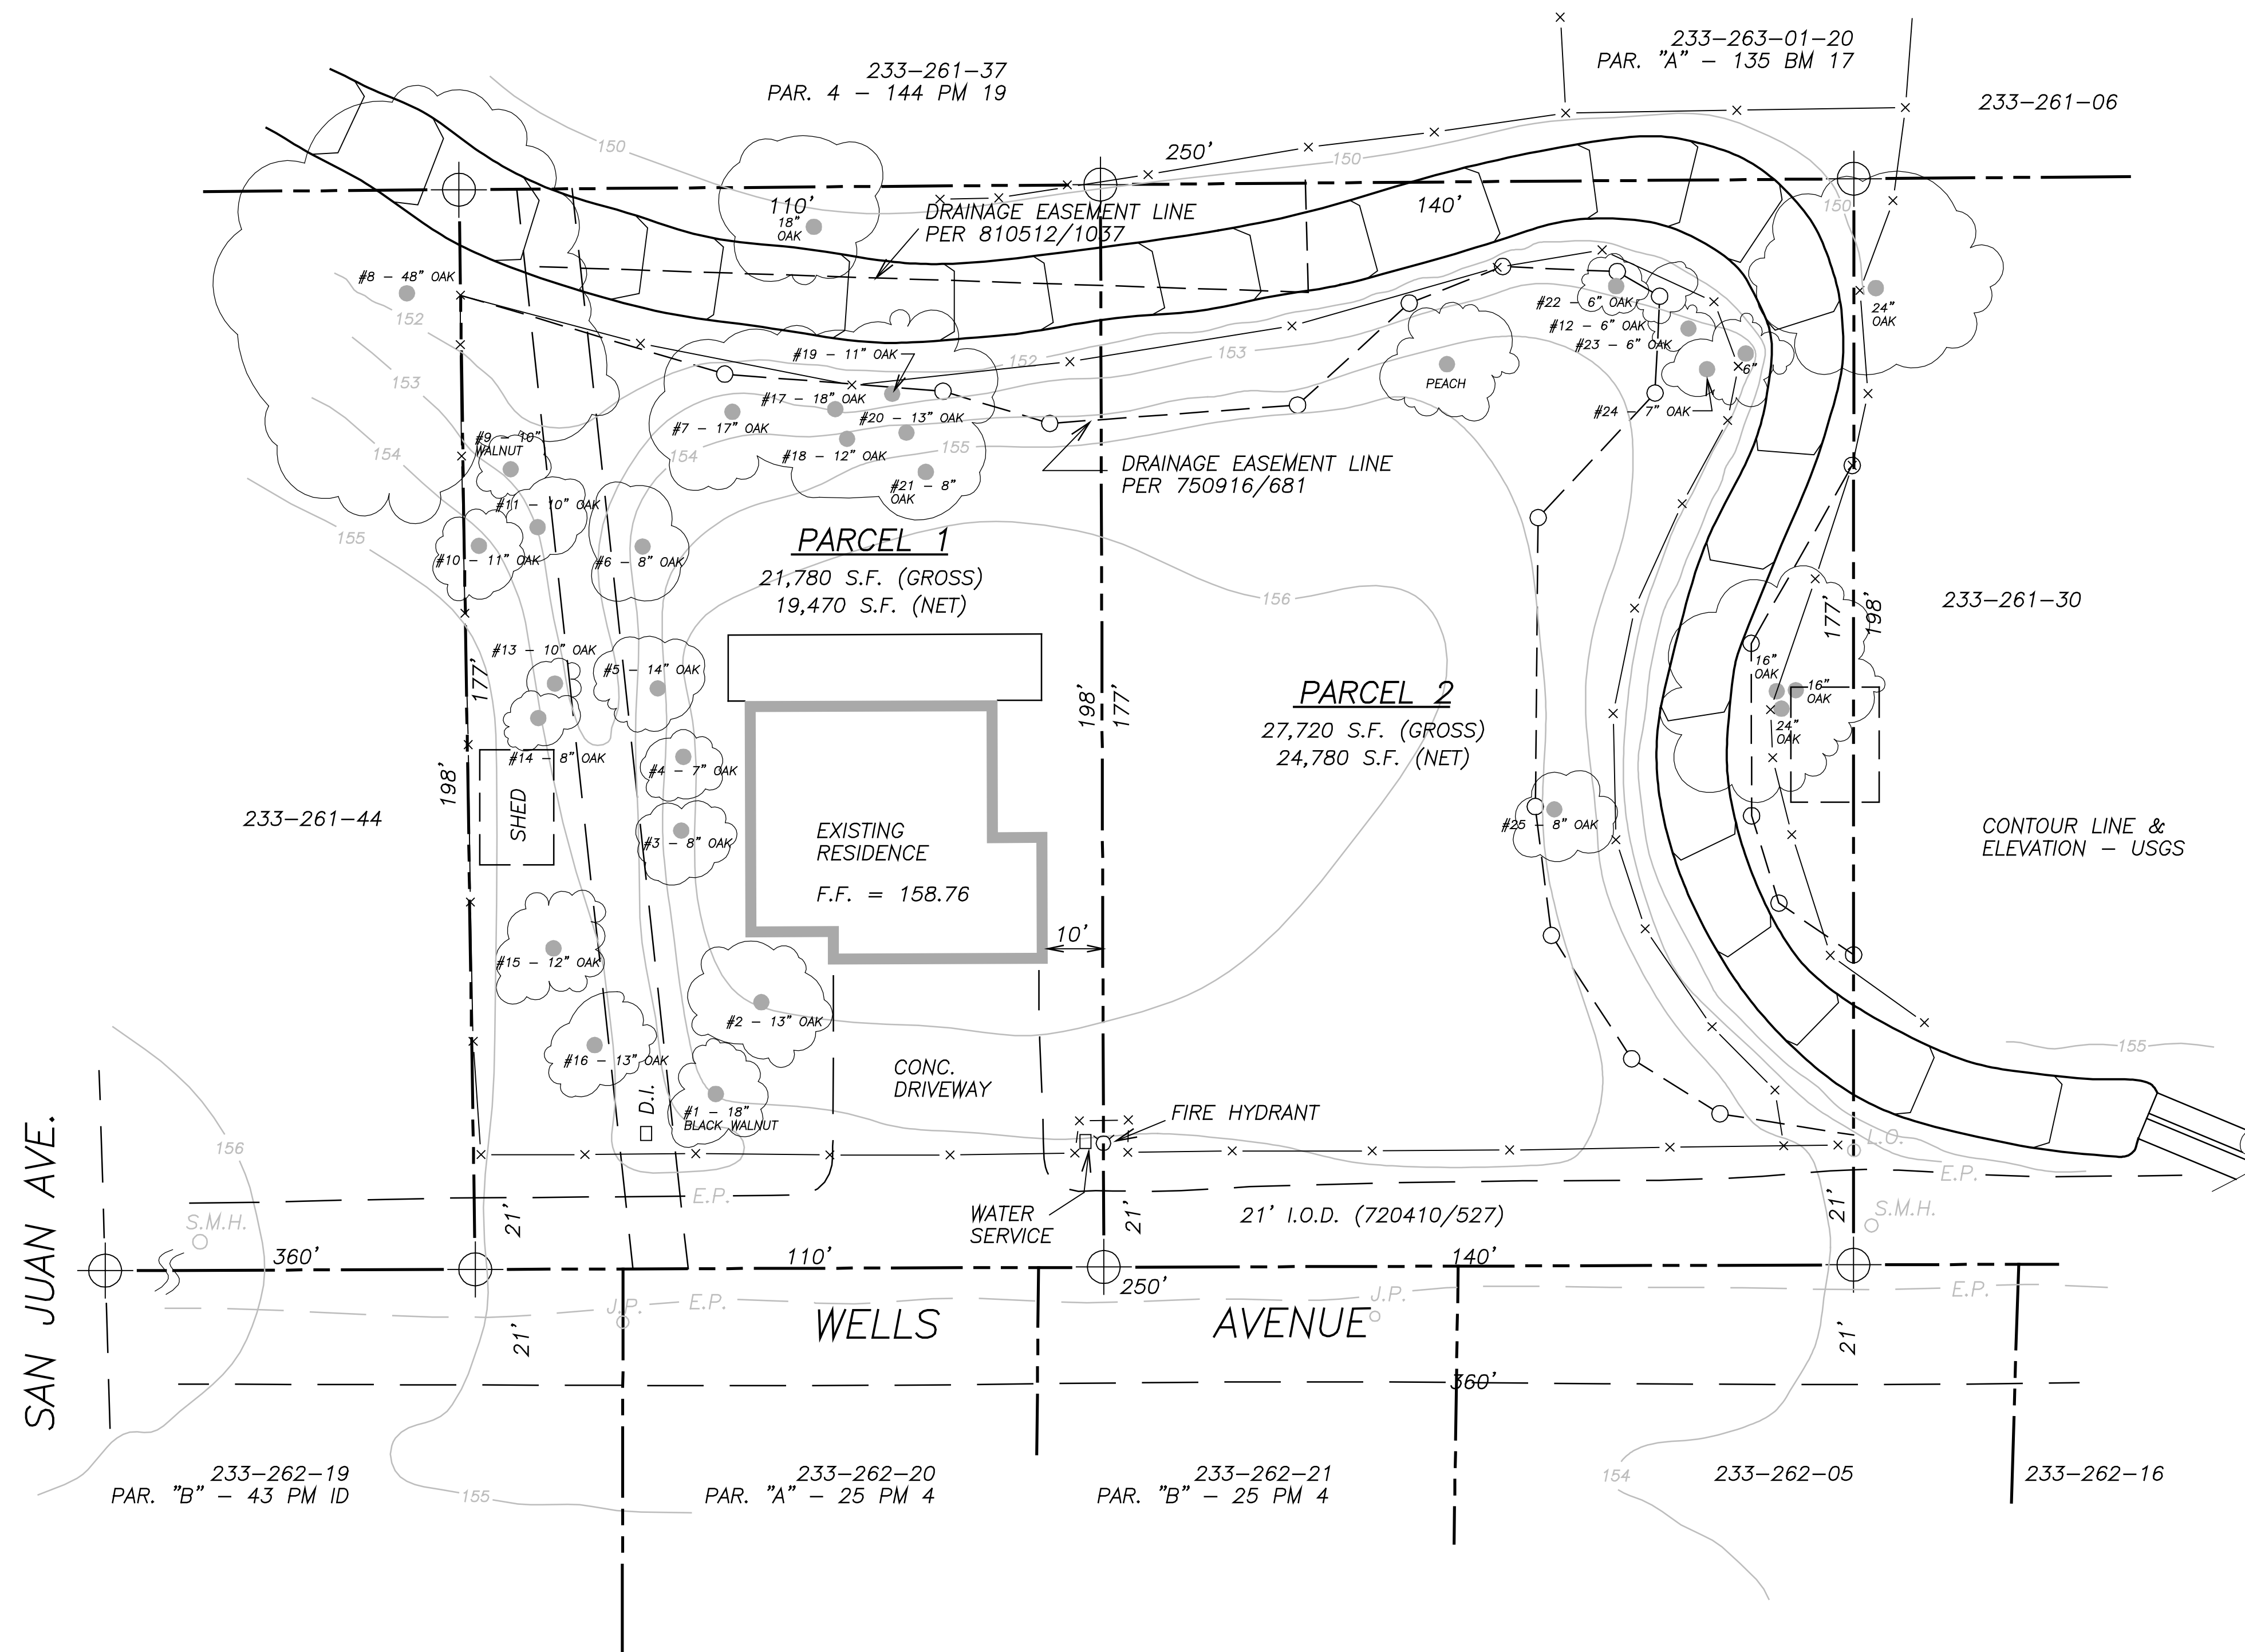 233-263-01-20
PAR. "A" - 135 BM 17
233-261-37
PAR. 4 - 144 PM 19
233-261-06
150
250'
150
110'
18"
OAK
DRAINAGE EASEMENT LINE
PER 810512/1037
140'
150
#8 - 48" OAK
152
24"
OAK
#22 - 6" OAK
#12 - 6" OAK
#23 - 6" OAK
6"
#19 - 11" OAK
152
153
153
PEACH
#17 - 18" OAK
#20 - 13" OAK
#24 - 7" OAK
#7 - 17" OAK
#9 - 10"
WALNUT
154
154
#18 - 12" OAK
155
DRAINAGE EASEMENT LINE
PER 750916/681
#21 - 8"
OAK
#11 - 10" OAK
155
#10 - 11" OAK
#6 - 8" OAK
PARCEL 1
21,780 S.F. (GROSS)
19,470 S.F. (NET)
156
233-261-30
177'
198'
#13 - 10" OAK
#5 - 14" OAK
177'
198'
177'
PARCEL 2
27,720 S.F. (GROSS)
24,780 S.F. (NET)
16"
OAK
16"
OAK
24"
OAK
#14 - 8" OAK
#4 - 7" OAK
198'
SHED
233-261-44
#3 - 8" OAK
EXISTING
RESIDENCE
F.F. = 158.76
#25 - 8" OAK
CONTOUR LINE &
ELEVATION - USGS
10'
#15 - 12" OAK
#2 - 13" OAK
#16 - 13" OAK
CONC.
DRIVEWAY
155
D.I.
#1 - 18"
BLACK WALNUT
FIRE HYDRANT
156
L.O.
E.P.
E.P.
SAN JUAN AVE.
S.M.H.
21'
WATER
SERVICE
21'
21' I.O.D. (720410/527)
21'
S.M.H.
360'
110'
250'
140'
J.P.
E.P.
J.P.
E.P.
21'
WELLS AVENUE
21'
360'
233-262-19
PAR. "B" - 43 PM ID
155
233-262-20
PAR. "A" - 25 PM 4
233-262-21
PAR. "B" - 25 PM 4
154
233-262-05
233-262-16